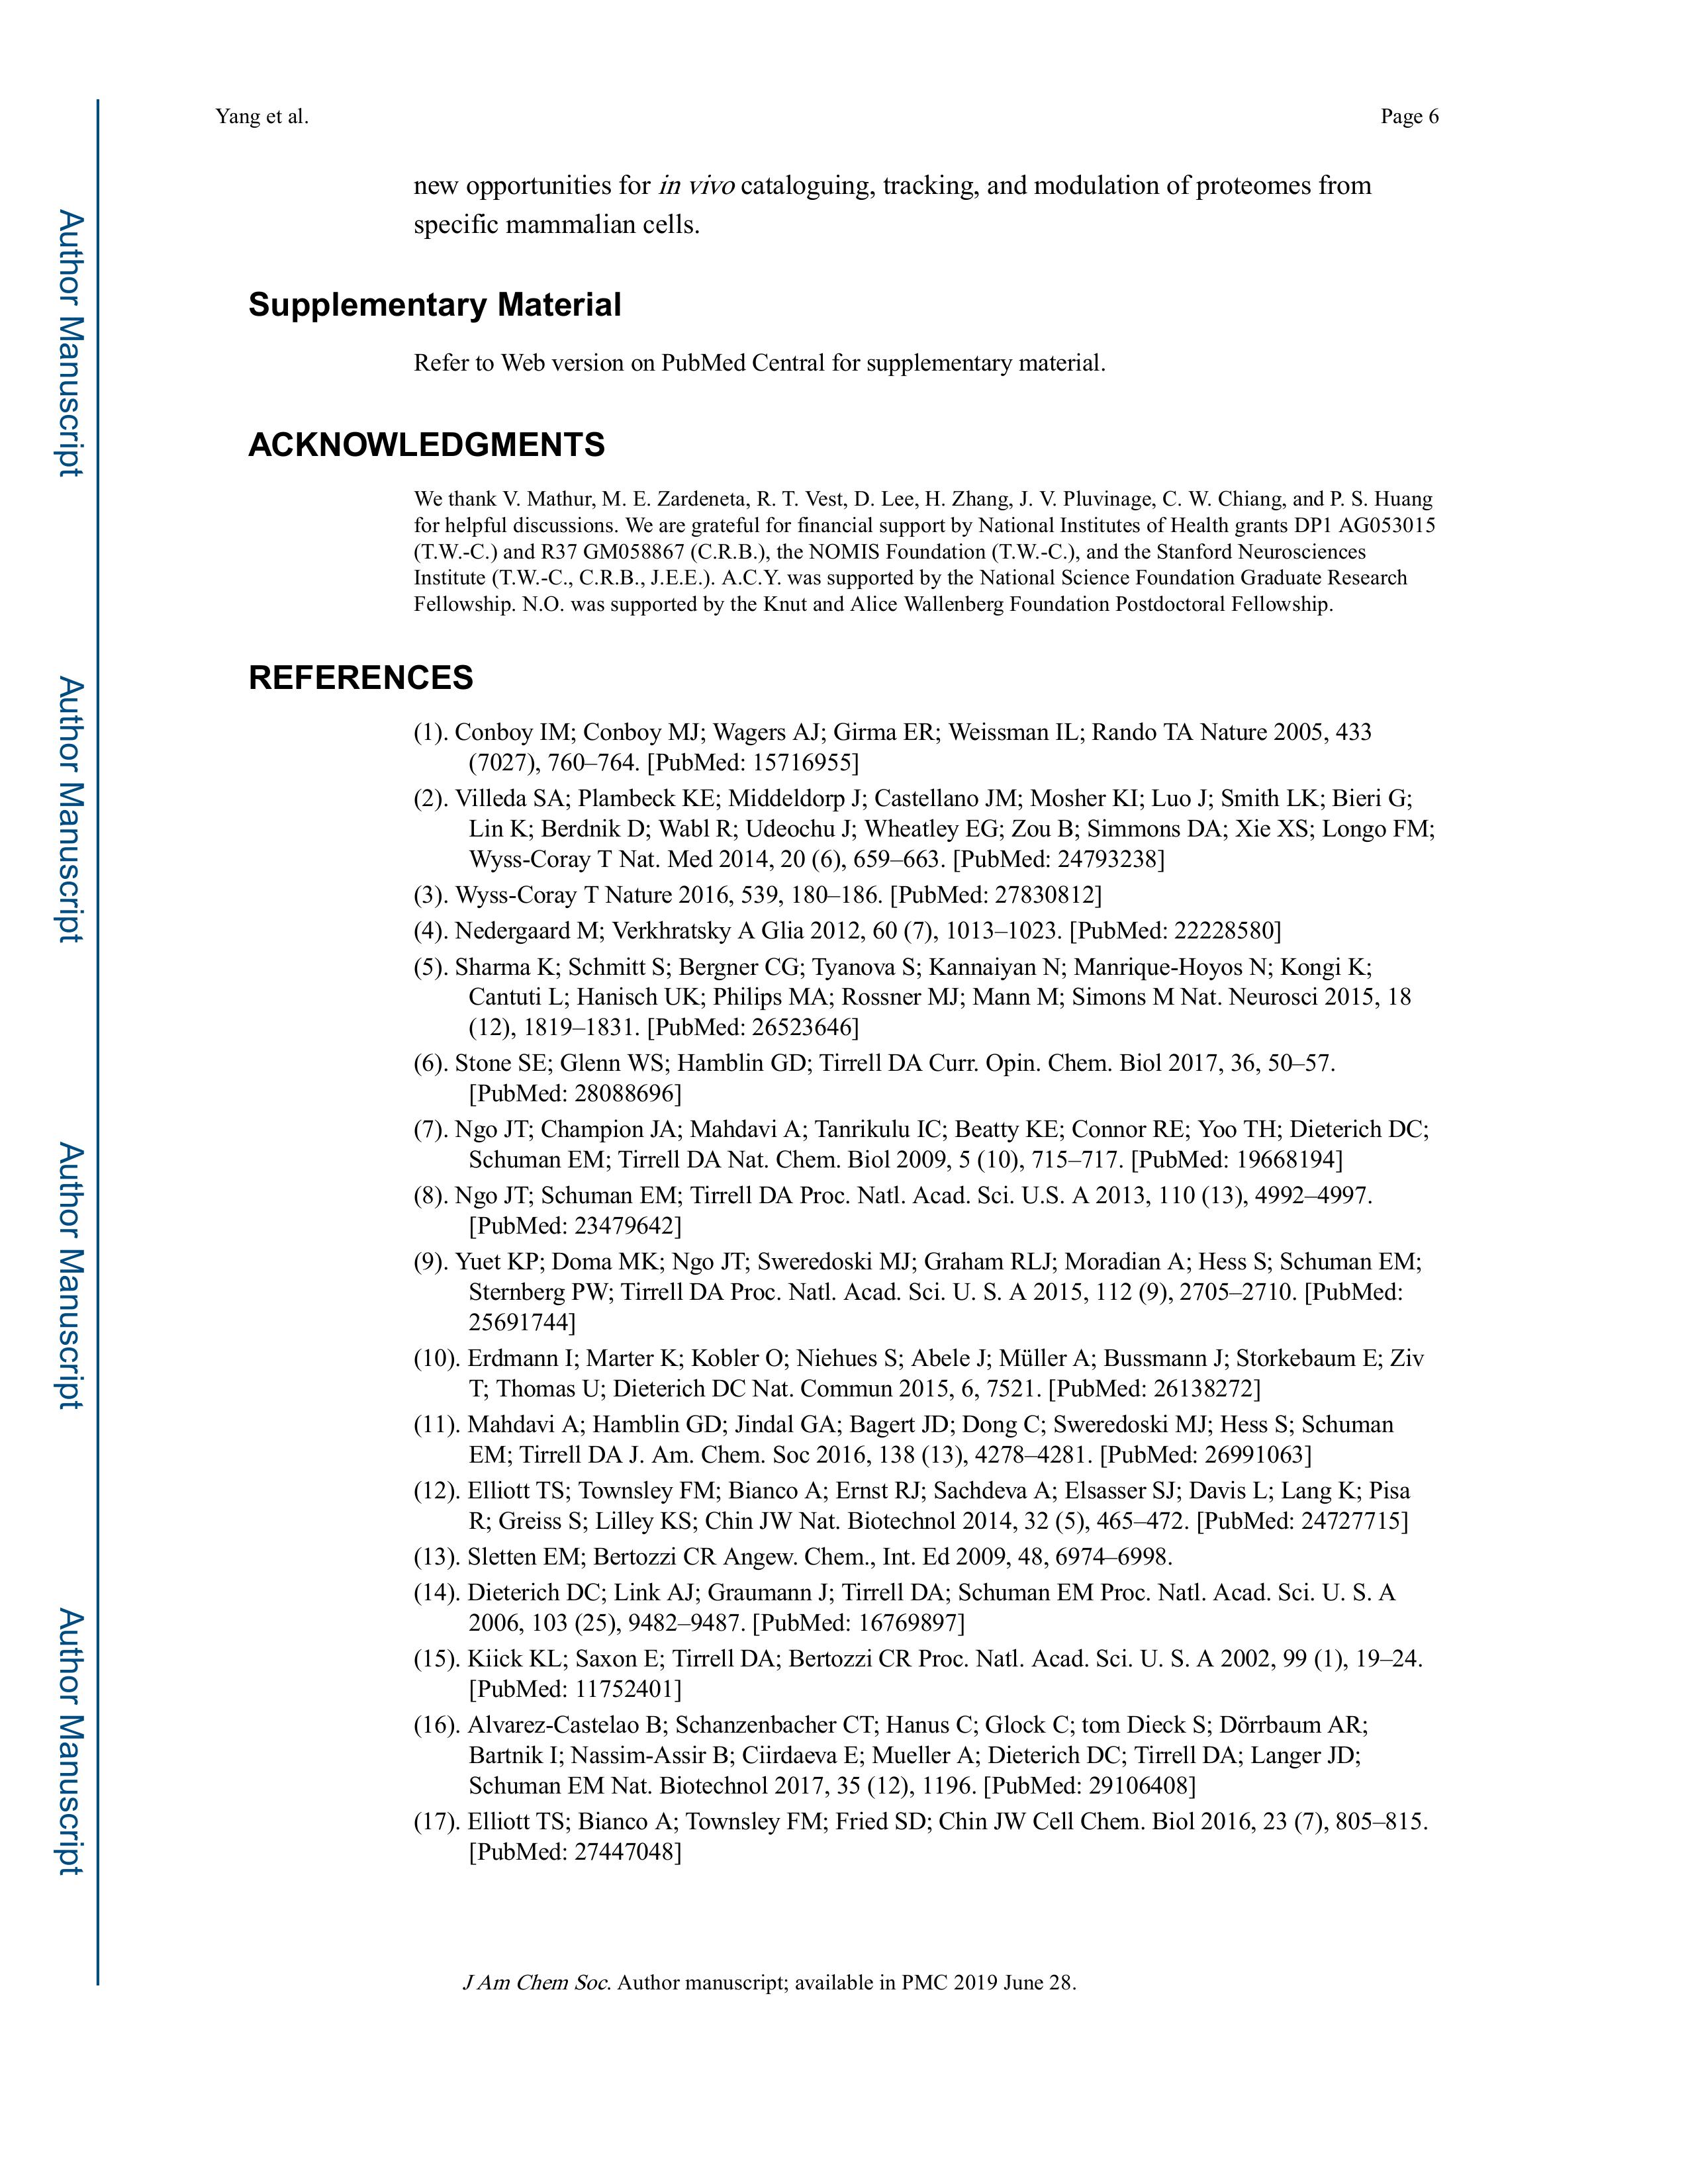 Yang et al.
Page 6
new opportunities for in vivo cataloguing, tracking, and modulation of proteomes from
specific mammalian cells.
Supplementary Material
Refer to Web version on PubMed Central for supplementary material.
ACKNOWLEDGMENTS
We thank V. Mathur, M. E. Zardeneta, R. T. Vest, D. Lee, H. Zhang, J. V. Pluvinage, C. W. Chiang, and P. S. Huang
for helpful discussions. We are grateful for financial support by National Institutes of Health grants DP1 AG053015
(T.W.-C.) and R37 GM058867 (C.R.B.), the NOMIS Foundation (T.W.-C.), and the Stanford Neurosciences
Institute (T.W.-C., C.R.B., J.E.E.). A.C.Y. was supported by the National Science Foundation Graduate Research
Fellowship. N.O. was supported by the Knut and Alice Wallenberg Foundation Postdoctoral Fellowship.
REFERENCES
(1). Conboy IM; Conboy MJ; Wagers AJ; Girma ER; Weissman IL; Rando TA Nature 2005, 433
(7027), 760–764. [PubMed: 15716955]
(2). Villeda SA; Plambeck KE; Middeldorp J; Castellano JM; Mosher KI; Luo J; Smith LK; Bieri G;
Lin K; Berdnik D; Wabl R; Udeochu J; Wheatley EG; Zou B; Simmons DA; Xie XS; Longo FM;
Wyss-Coray T Nat. Med 2014, 20 (6), 659–663. [PubMed: 24793238]
(3). Wyss-Coray T Nature 2016, 539, 180–186. [PubMed: 27830812]
(4). Nedergaard M; Verkhratsky A Glia 2012, 60 (7), 1013–1023. [PubMed: 22228580]
(5). Sharma K; Schmitt S; Bergner CG; Tyanova S; Kannaiyan N; Manrique-Hoyos N; Kongi K;
Cantuti L; Hanisch UK; Philips MA; Rossner MJ; Mann M; Simons M Nat. Neurosci 2015, 18
(12), 1819–1831. [PubMed: 26523646]
(6). Stone SE; Glenn WS; Hamblin GD; Tirrell DA Curr. Opin. Chem. Biol 2017, 36, 50–57.
[PubMed: 28088696]
(7). Ngo JT; Champion JA; Mahdavi A; Tanrikulu IC; Beatty KE; Connor RE; Yoo TH; Dieterich DC;
Schuman EM; Tirrell DA Nat. Chem. Biol 2009, 5 (10), 715–717. [PubMed: 19668194]
(8). Ngo JT; Schuman EM; Tirrell DA Proc. Natl. Acad. Sci. U.S. A 2013, 110 (13), 4992–4997.
[PubMed: 23479642]
(9). Yuet KP; Doma MK; Ngo JT; Sweredoski MJ; Graham RLJ; Moradian A; Hess S; Schuman EM;
Sternberg PW; Tirrell DA Proc. Natl. Acad. Sci. U. S. A 2015, 112 (9), 2705–2710. [PubMed:
25691744]
(10). Erdmann I; Marter K; Kobler O; Niehues S; Abele J; Müller A; Bussmann J; Storkebaum E; Ziv
T; Thomas U; Dieterich DC Nat. Commun 2015, 6, 7521. [PubMed: 26138272]
(11). Mahdavi A; Hamblin GD; Jindal GA; Bagert JD; Dong C; Sweredoski MJ; Hess S; Schuman
EM; Tirrell DA J. Am. Chem. Soc 2016, 138 (13), 4278–4281. [PubMed: 26991063]
(12). Elliott TS; Townsley FM; Bianco A; Ernst RJ; Sachdeva A; Elsasser SJ; Davis L; Lang K; Pisa
R; Greiss S; Lilley KS; Chin JW Nat. Biotechnol 2014, 32 (5), 465–472. [PubMed: 24727715]
(13). Sletten EM; Bertozzi CR Angew. Chem., Int. Ed 2009, 48, 6974–6998.
(14). Dieterich DC; Link AJ; Graumann J; Tirrell DA; Schuman EM Proc. Natl. Acad. Sci. U. S. A
2006, 103 (25), 9482–9487. [PubMed: 16769897]
(15). Kiick KL; Saxon E; Tirrell DA; Bertozzi CR Proc. Natl. Acad. Sci. U. S. A 2002, 99 (1), 19–24.
[PubMed: 11752401]
(16). Alvarez-Castelao B; Schanzenbacher CT; Hanus C; Glock C; tom Dieck S; Dörrbaum AR;
Bartnik I; Nassim-Assir B; Ciirdaeva E; Mueller A; Dieterich DC; Tirrell DA; Langer JD;
Schuman EM Nat. Biotechnol 2017, 35 (12), 1196. [PubMed: 29106408]
(17). Elliott TS; Bianco A; Townsley FM; Fried SD; Chin JW Cell Chem. Biol 2016, 23 (7), 805–815.
[PubMed: 27447048]
J Am Chem Soc. Author manuscript; available in PMC 2019 June 28.
Author Manuscript
Author Manuscript
Author Manuscript
Author Manuscript